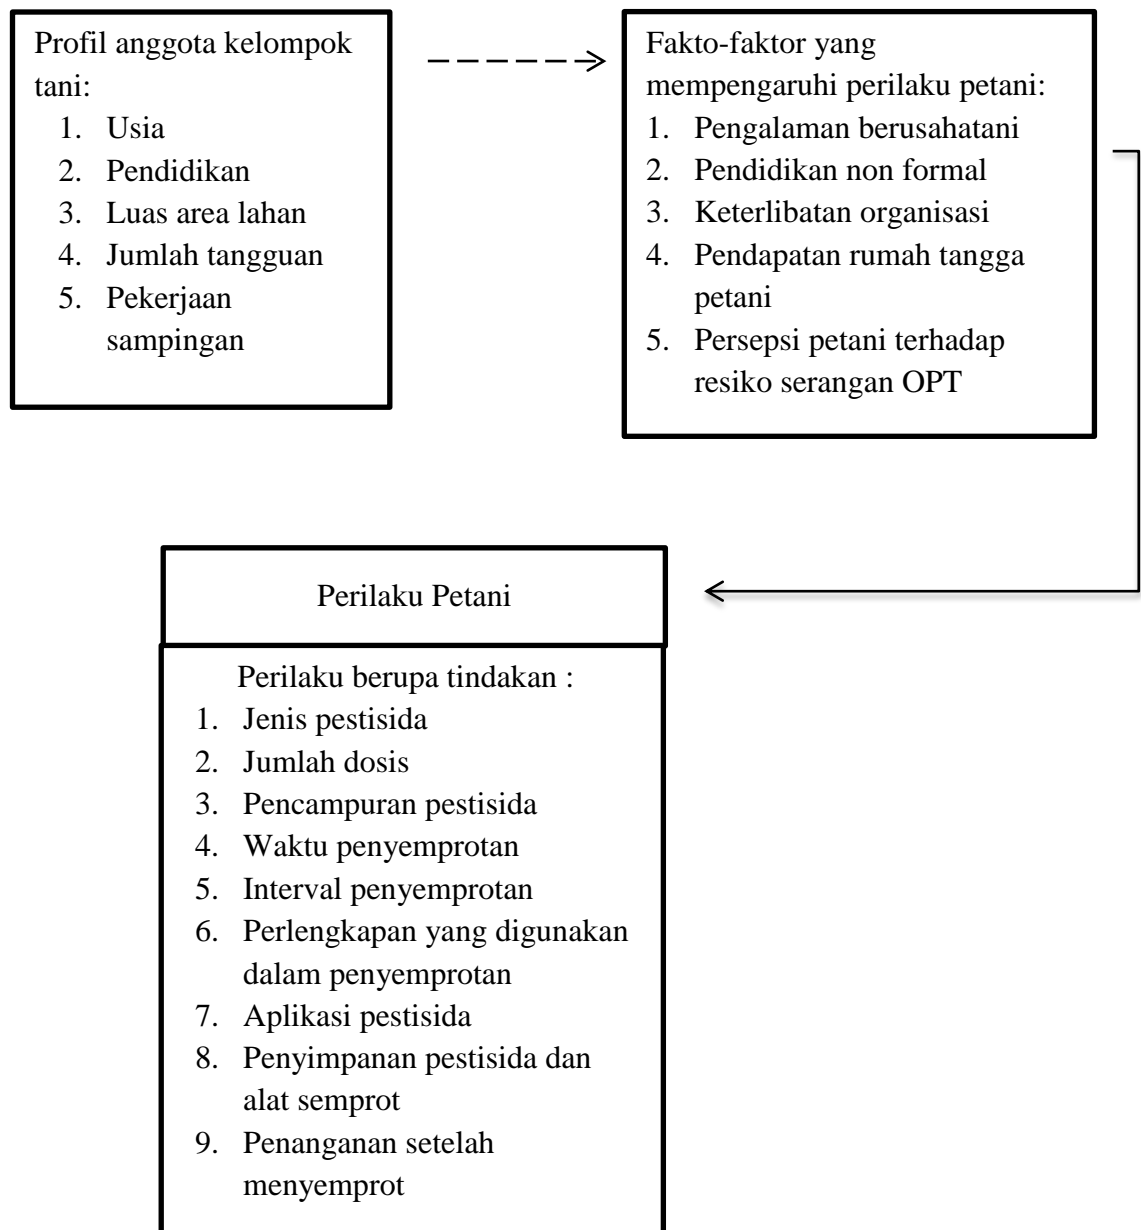 Profil anggota kelompok
tani:
1. Usia
2. Pendidikan
3. Luas area lahan
4. Jumlah tangguan
5. Pekerjaan
sampingan
Fakto-faktor yang
mempengaruhi perilaku petani:
1. Pengalaman berusahatani
2. Pendidikan non formal
3. Keterlibatan organisasi
4. Pendapatan rumah tangga
petani
5. Persepsi petani terhadap
resiko serangan OPT
Perilaku Petani
Perilaku berupa tindakan :
1. Jenis pestisida
2. Jumlah dosis
3. Pencampuran pestisida
4. Waktu penyemprotan
5. Interval penyemprotan
6. Perlengkapan yang digunakan
dalam penyemprotan
7. Aplikasi pestisida
8. Penyimpanan pestisida dan
alat semprot
9. Penanganan setelah
menyemprot